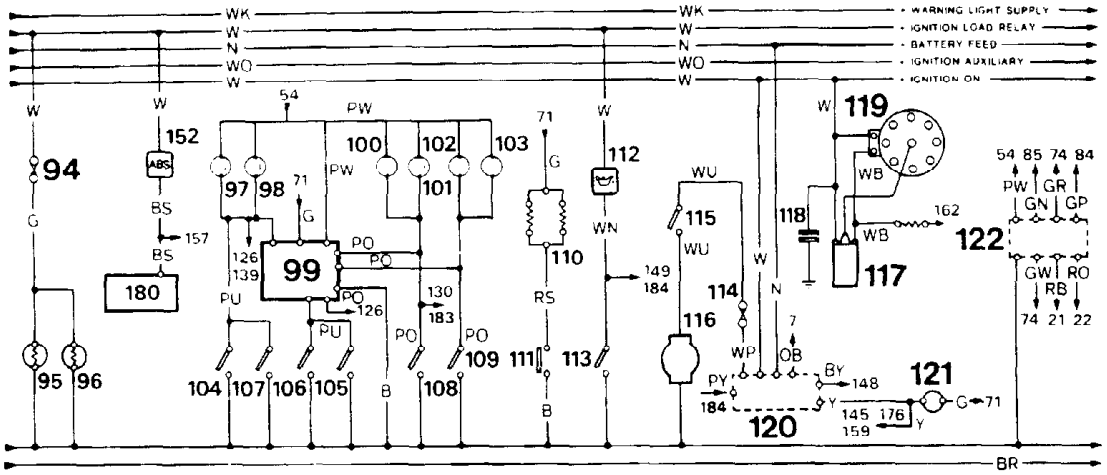 WK WK - WARNING LIGHT SUPPLY
W W - IGNITION LOAD RELAY
N N - BATTERY FEED
WO WO - IGNITION AUXILIARY
W W - IGNITION ON
54 PW 71 119
W W 152 100 102 103 W W
94 ABS 97 98 PW 101 G 112 WU WB 54 85 74 84
71 115 118 PW GN GR GP
G BS 157 G PO WN WU W N WB 162 122
BS 126 139 99 PO 110 149 184 117
180 PO 130 183 114 GW RB RO
PU PU 126 PO PO RS 116 7 74 21 22
WP OB
95 96 104 107 106 105 108 109 111 113 PY 184 BY 148 121
B B Y 145 159 176 Y G 71
120
BR